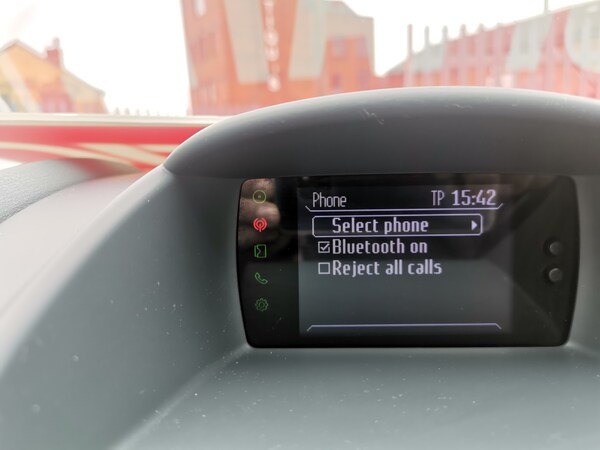 Phone TP 15:42
Select phone
Bluetooth on
Reject all calls